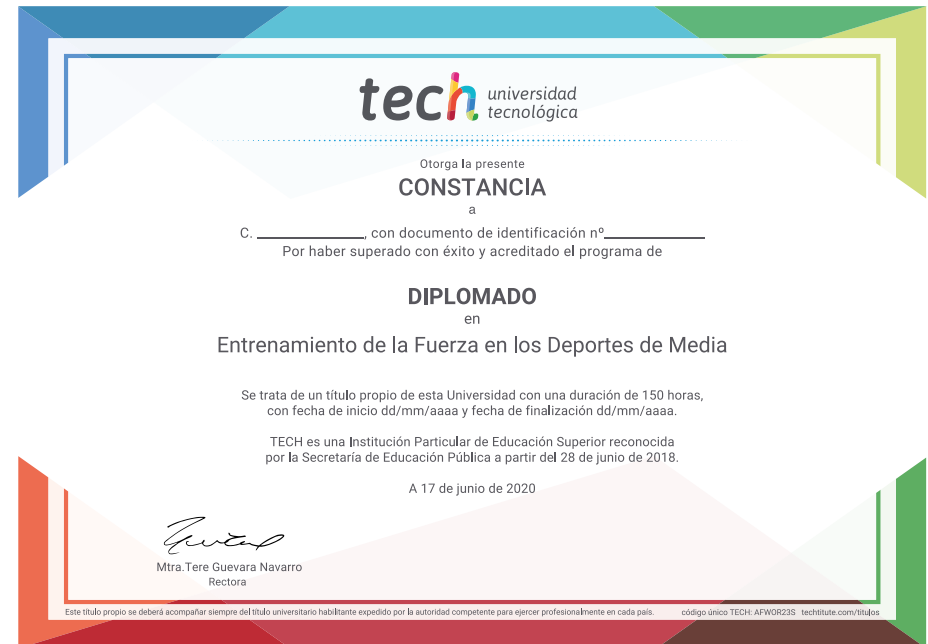 tech universidad
tecnológica
Otorga la presente
CONSTANCIA
a
C. ______________, con documento de identificación nº_____________
Por haber superado con éxito y acreditado el programa de
DIPLOMADO
en
Entrenamiento de la Fuerza en los Deportes de Media
Se trata de un título propio de esta Universidad con una duración de 150 horas,
con fecha de inicio dd/mm/aaaa y fecha de finalización dd/mm/aaaa.
TECH es una Institución Particular de Educación Superior reconocida
por la Secretaría de Educación Pública a partir del 28 de junio de 2018.
A 17 de junio de 2020
Mtra.Tere Guevara Navarro
Rectora
Este título propio se deberá acompañar siempre del título universitario habilitante expedido por la autoridad competente para ejercer profesionalmente en cada país. código único TECH: AFWOR23S techtitute.com/titulos